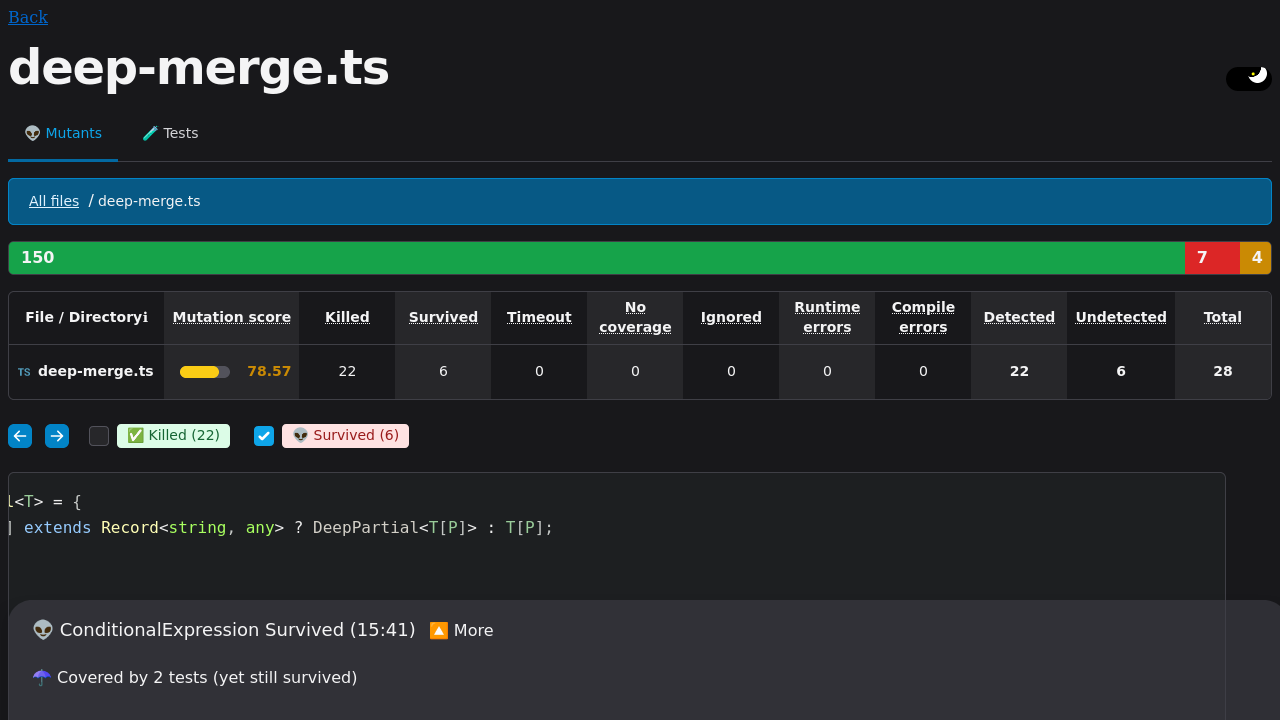 Back
deep-merge.ts
👽 Mutants 🧪 Tests
All files / deep-merge.ts
150 7 4
File / Directoryℹ Mutation score Killed Survived Timeout No coverage Ignored Runtime errors Compile errors Detected Undetected Total
TS deep-merge.ts 78.57 22 6 0 0 0 0 0 22 6 28
✅ Killed (22) 👽 Survived (6)
<T> = {
] extends Record<string, any> ? DeepPartial<T[P]> : T[P];
👽 ConditionalExpression Survived (15:41) 🔼 More
☂️ Covered by 2 tests (yet still survived)